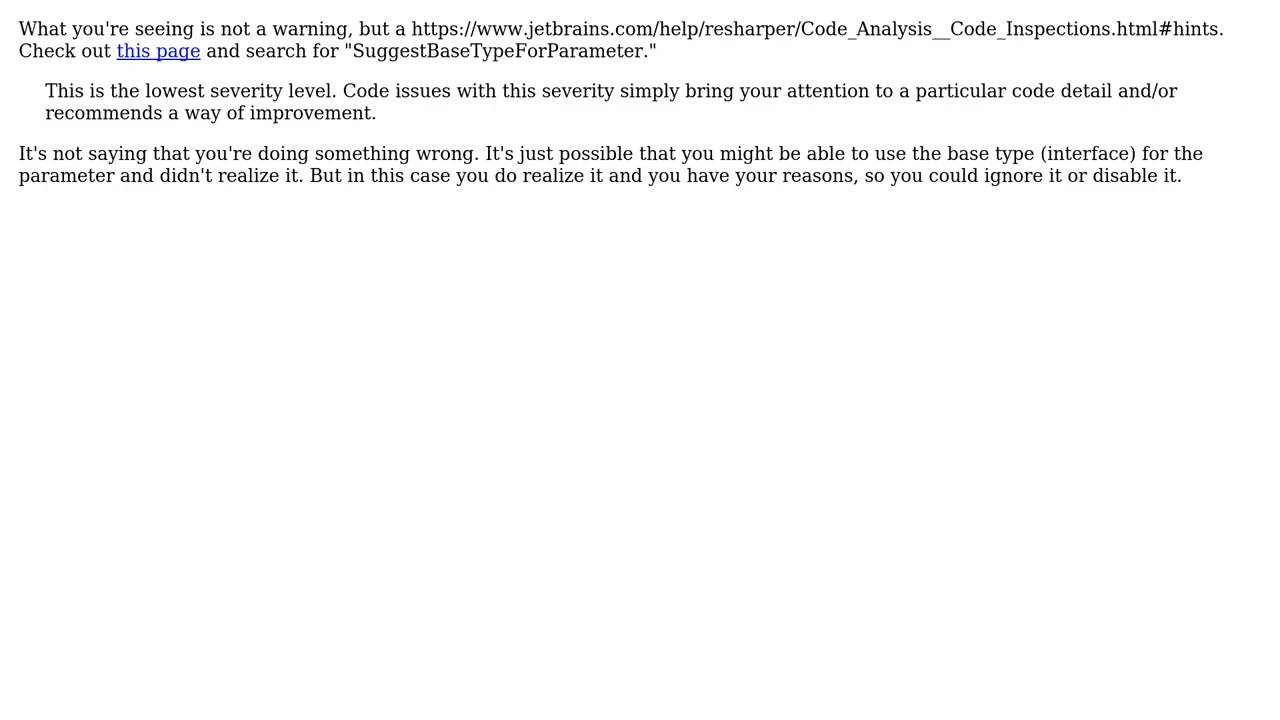 What you're seeing is not a warning, but a https://www.jetbrains.com/help/resharper/Code_Analysis__Code_Inspections.html#hints.
Check out this page and search for "SuggestBaseTypeForParameter."
This is the lowest severity level. Code issues with this severity simply bring your attention to a particular code detail and/or
recommends a way of improvement.
It's not saying that you're doing something wrong. It's just possible that you might be able to use the base type (interface) for the
parameter and didn't realize it. But in this case you do realize it and you have your reasons, so you could ignore it or disable it.